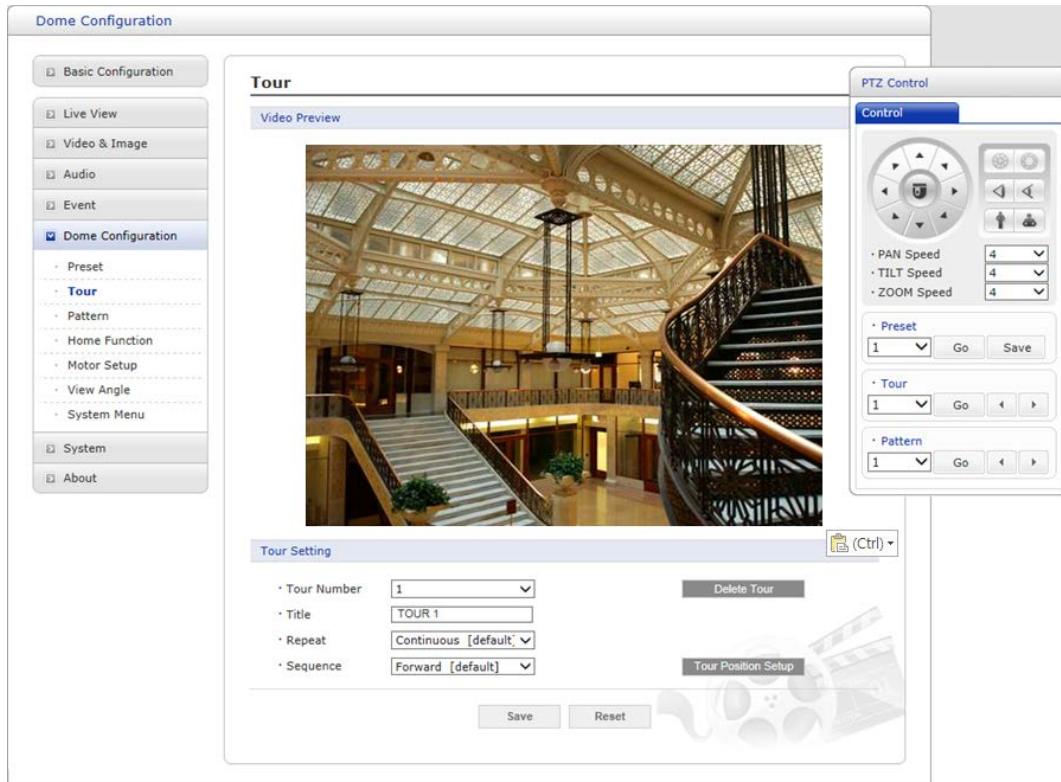 Dome Configuration
Basic Configuration
Live View
Video & Image
Audio
Event
Dome Configuration
Preset
Tour
Pattern
Home Function
Motor Setup
View Angle
System Menu
System
About
Tour
Video Preview
PTZ Control
Control
PAN Speed 4
TILT Speed 4
ZOOM Speed 4
Preset
1 Go Save
Tour
1 Go
Pattern
1 Go
(Ctrl)
Tour Setting
Tour Number 1 Delete Tour
Title TOUR 1
Repeat Continuous [default]
Sequence Forward [default] Tour Position Setup
Save Reset